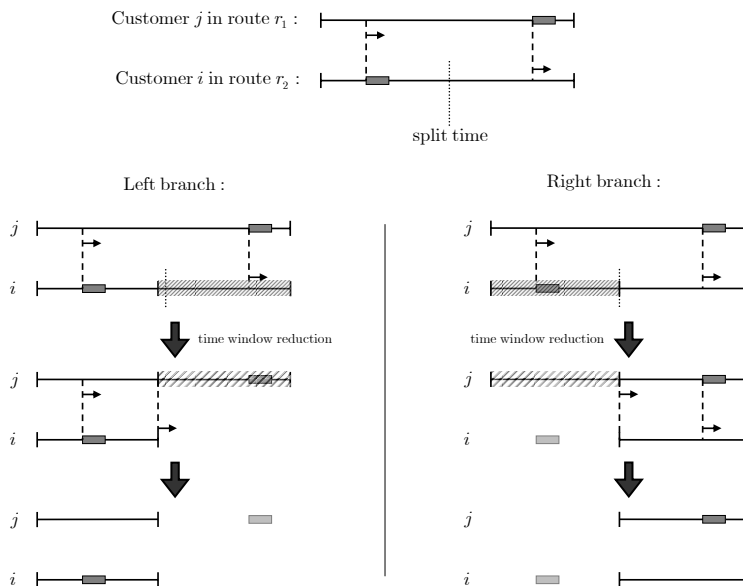 Customer j in route r₁ :
Customer i in route r₂ :
split time
Left branch :
j
i
time window reduction
j
i
j
i
Right branch :
j
i
time window reduction
j
i
j
i